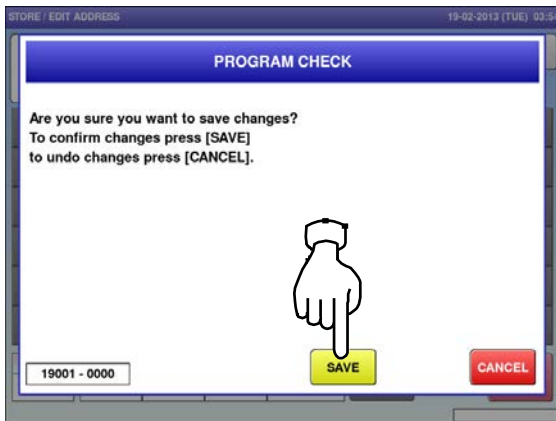 STORE / EDIT ADDRESS 19-02-2013 (TUE) 03:54
PROGRAM CHECK
Are you sure you want to save changes?
To confirm changes press [SAVE]
to undo changes press [CANCEL].
SAVE
CANCEL
19001 - 0000